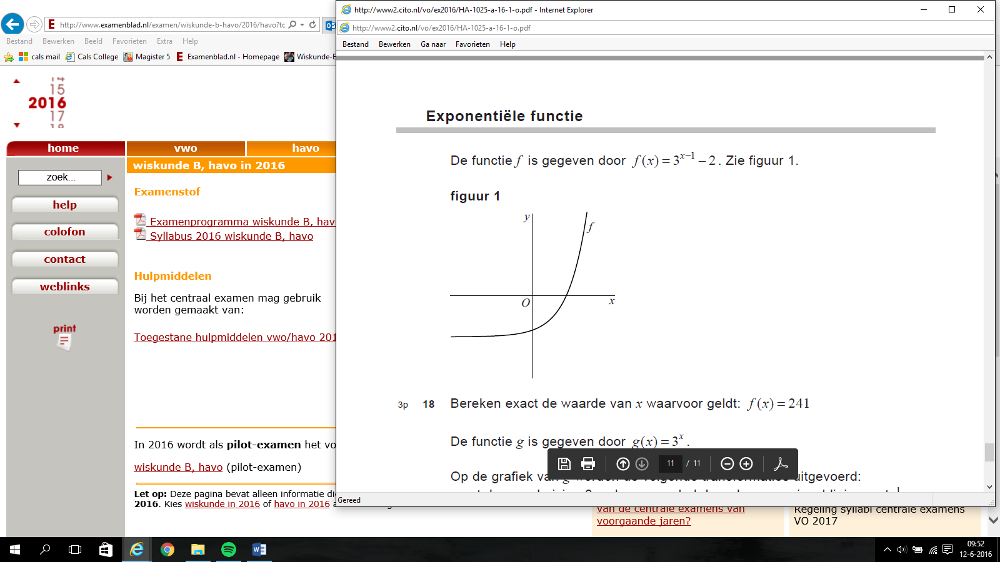 http://www2.cito.nl/vo/ex2016/HA-1025-a-16-1-o.pdf - Internet Explorer
http://www.examenblad.nl/examen/wiskunde-b-havo/2016/havo?tc
http://www2.cito.nl/vo/ex2016/HA-1025-a-16-1-o.pdf
Bestand Bewerken Beeld Favorieten Extra Help
Bestand Bewerken Ga naar Favorieten Help
cals mail Cals College Magister 5 Examenblad.nl - Homepage Wiskunde-E
14
15
2016
17
18
home vwo havo
wiskunde B, havo in 2016
zoek...
help
colofon
contact
weblinks
print
Examenstof
Examenprogramma wiskunde B, hav
Syllabus 2016 wiskunde B, havo
Hulpmiddelen
Bij het centraal examen mag gebruik
worden gemaakt van:
Toegestane hulpmiddelen vwo/havo 201
In 2016 wordt als pilot-examen het vo
wiskunde B, havo (pilot-examen)
Let op: Deze pagina bevat alleen informatie di
2016. Kies wiskunde in 2016 of havo in 2016
Exponentiële functie
De functie f is gegeven door f(x) = 3^{x−1} − 2. Zie figuur 1.
figuur 1
y
f
O
x
3p 18 Bereken exact de waarde van x waarvoor geldt: f(x) = 241
De functie g is gegeven door g(x) = 3^x.
11 / 11
Op de grafiek van g worden de volgende transformaties uitgevoerd:
Gereed
van de centrale examens van
voorgaande jaren?
Regeling syllabi centrale examens
VO 2017
09:52
12-6-2016